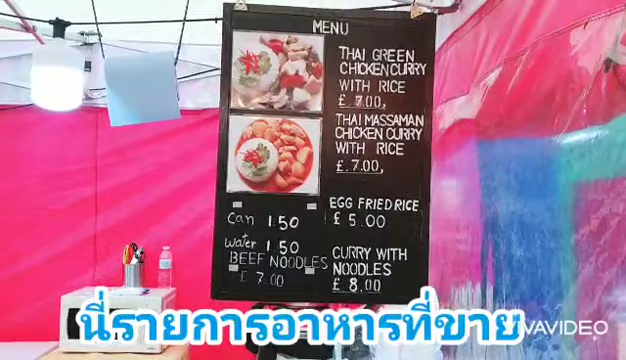 MENU
THAI GREEN
CHICKEN CURRY
WITH RICE
£ 7.00,
THAI MASSAMAN
CHICKEN CURRY
WITH RICE
£.7.00,
EGG FRIED RICE
£ 5.00
can 1.50
water 1.50
BEEF NOODLES
£ 7.00
CURRY WITH
NOODLES
£ 8.00
นี่รายการอาหารที่ขาย
VIVAVIDEO